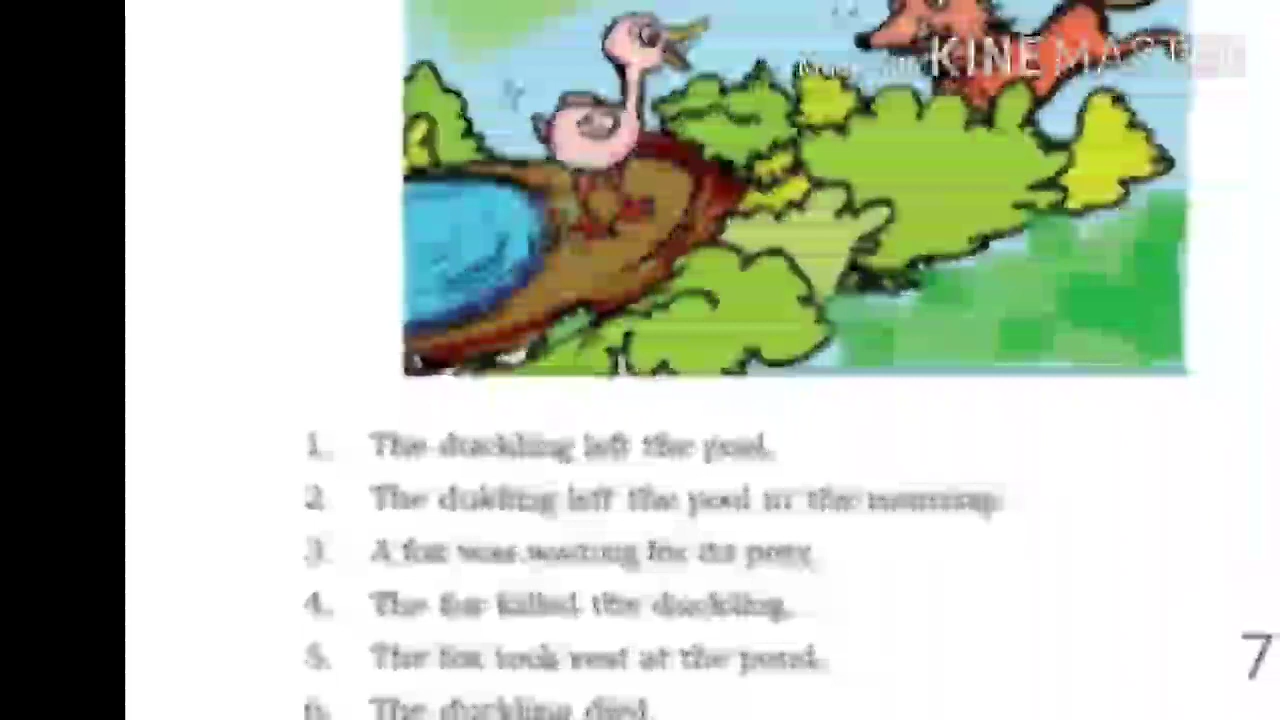 KINEMASTER
1. The duckling left the pool.
2. The dukling left the pool in the morning.
3. A fox was waiting for its prey.
4. The fox killed the duckling.
5. The fox took rest at the pond.
6. The duckling died.
7